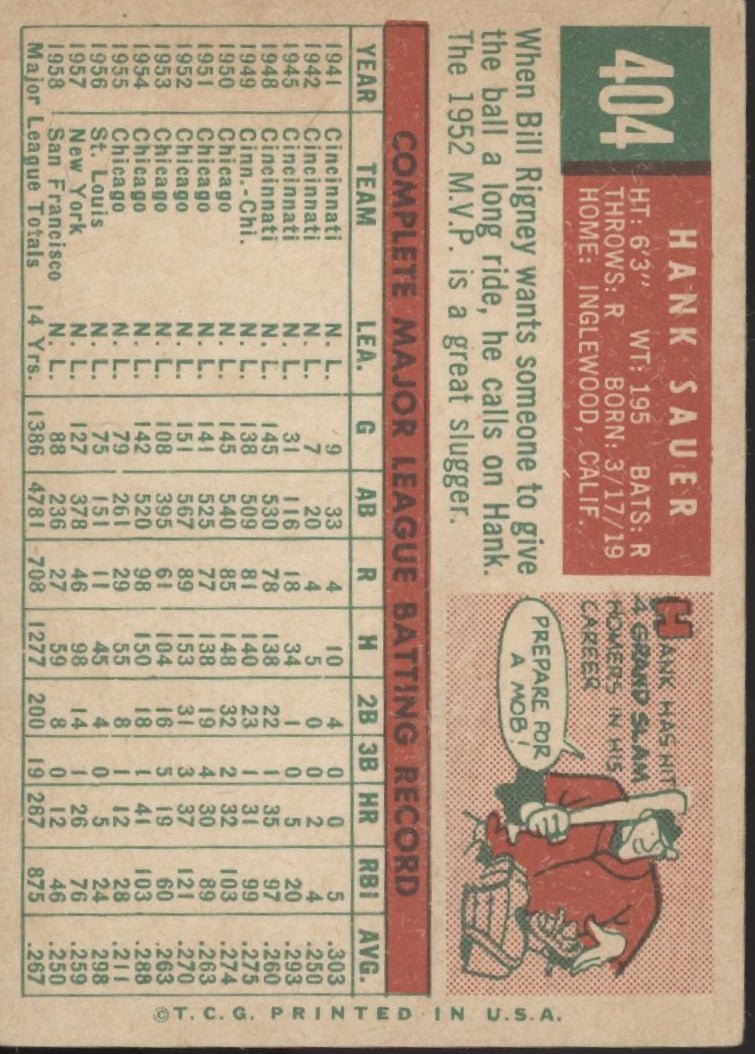 404
HANK SAUER
HT: 6'3" WT: 195 BATS: R
THROWS: R BORN: 3/17/19
HOME: INGLEWOOD, CALIF.
When Bill Rigney wants someone to give
the ball a long ride, he calls on Hank.
The 1952 M.V.P. is a great slugger.
HANK HAS HIT
4 GRAND SLAM
HOMERS IN HIS
CAREER
PREPARE FOR
A MOB!
COMPLETE MAJOR LEAGUE BATTING RECORD
YEAR TEAM LEA. G AB R H 2B 3B HR RBI AVG.
1941 Cincinnati N. L. 9 33 4 10 4 0 0 5 .303
1942 Cincinnati N. L. 7 20 4 5 0 0 2 4 .250
1945 Cincinnati N. L. 31 116 18 34 1 0 5 20 .293
1948 Cincinnati N. L. 145 530 78 138 22 1 35 97 .260
1949 Cinn.-Chi. N. L. 138 509 81 140 23 1 31 99 .275
1950 Chicago N. L. 145 540 85 148 32 2 32 103 .274
1951 Chicago N. L. 141 525 77 138 19 4 30 89 .263
1952 Chicago N. L. 151 567 89 153 31 3 37 121 .270
1953 Chicago N. L. 108 395 61 104 16 5 19 60 .263
1954 Chicago N. L. 142 520 98 150 18 1 41 103 .288
1955 Chicago N. L. 79 261 29 55 8 1 12 28 .211
1956 St. Louis N. L. 75 151 11 45 4 0 5 24 .298
1957 New York N. L. 127 378 46 98 14 1 26 76 .259
1958 San Francisco N. L. 88 236 27 59 8 0 12 46 .250
Major League Totals 14 Yrs. 1386 4781 708 1277 200 19 287 875 .267
©T.C.G. PRINTED IN U.S.A.